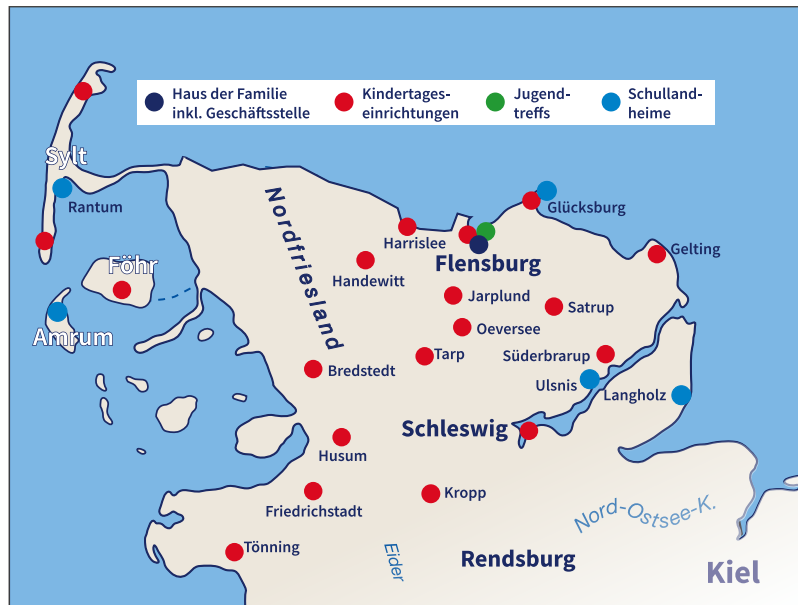 Haus der Familie
inkl. Geschäftsstelle
Kindertages-
einrichtungen
Jugend-
treffs
Schulland-
heime
Sylt
Rantum
Glücksburg
Nordfriesland
Harrislee
Flensburg
Gelting
Föhr
Handewitt
Jarplund
Satrup
Amrum
Oeversee
Tarp
Süderbrarup
Bredstedt
Ulsnis
Langholz
Schleswig
Husum
Kropp
Friedrichstadt
Nord-Ostsee-K.
Tönning
Eider
Rendsburg
Kiel